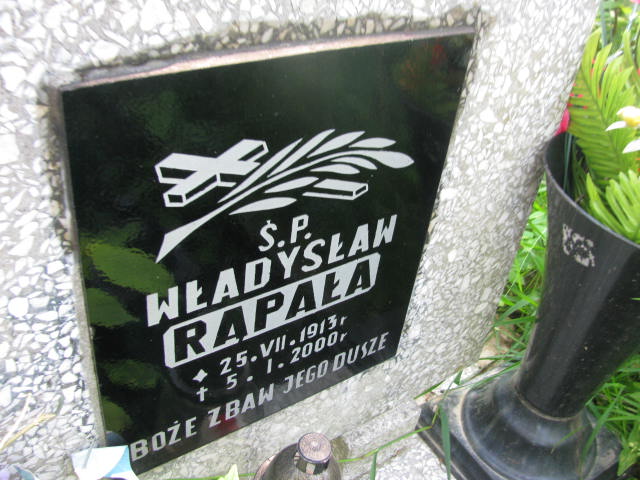 Ś.P.
WŁADYSŁAW
RAPAŁA
⬥ 25.VII.1913r
† 5.I.2000r
BOŻE ZBAW JEGO DUSZE